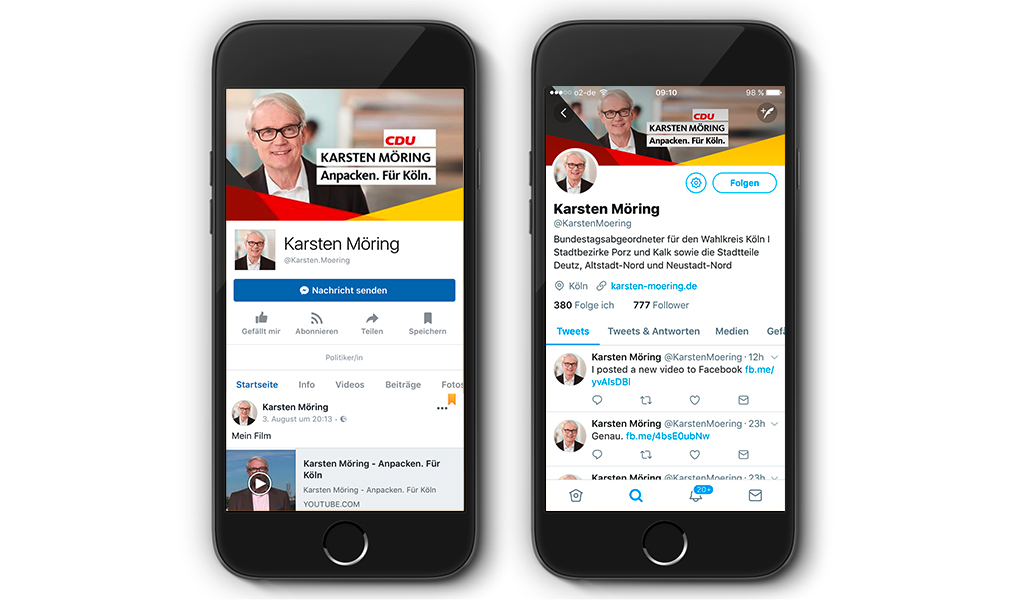 CDU
KARSTEN MÖRING
Anpacken. Für Köln.
Karsten Möring
@Karsten.Moering
Nachricht senden
Gefällt mir
Abonnieren
Teilen
Speichern
Politiker/in
Startseite
Info
Videos
Beiträge
Fotos
Karsten Möring
3. August um 20:13 ·
Mein Film
Karsten Möring - Anpacken. Für
Köln
Karsten Möring - Anpacken. Für Köln
YOUTUBE.COM
o2-de
09:10
98 %
CDU
KARSTEN MÖRING
Anpacken. Für Köln.
Folgen
Karsten Möring
@KarstenMoering
Bundestagsabgeordneter für den Wahlkreis Köln I
Stadtbezirke Porz und Kalk sowie die Stadtteile
Deutz, Altstadt-Nord und Neustadt-Nord
Köln karsten-moering.de
380 Folge ich 777 Follower
Tweets
Tweets & Antworten
Medien
Gefä
Karsten Möring @KarstenMoering · 12h
I posted a new video to Facebook fb.me/
yvAIsDBl
Karsten Möring @KarstenMoering · 23h
Genau. fb.me/4bsE0ubNw
Karsten Möring @KarstenMoering · 23h
20+